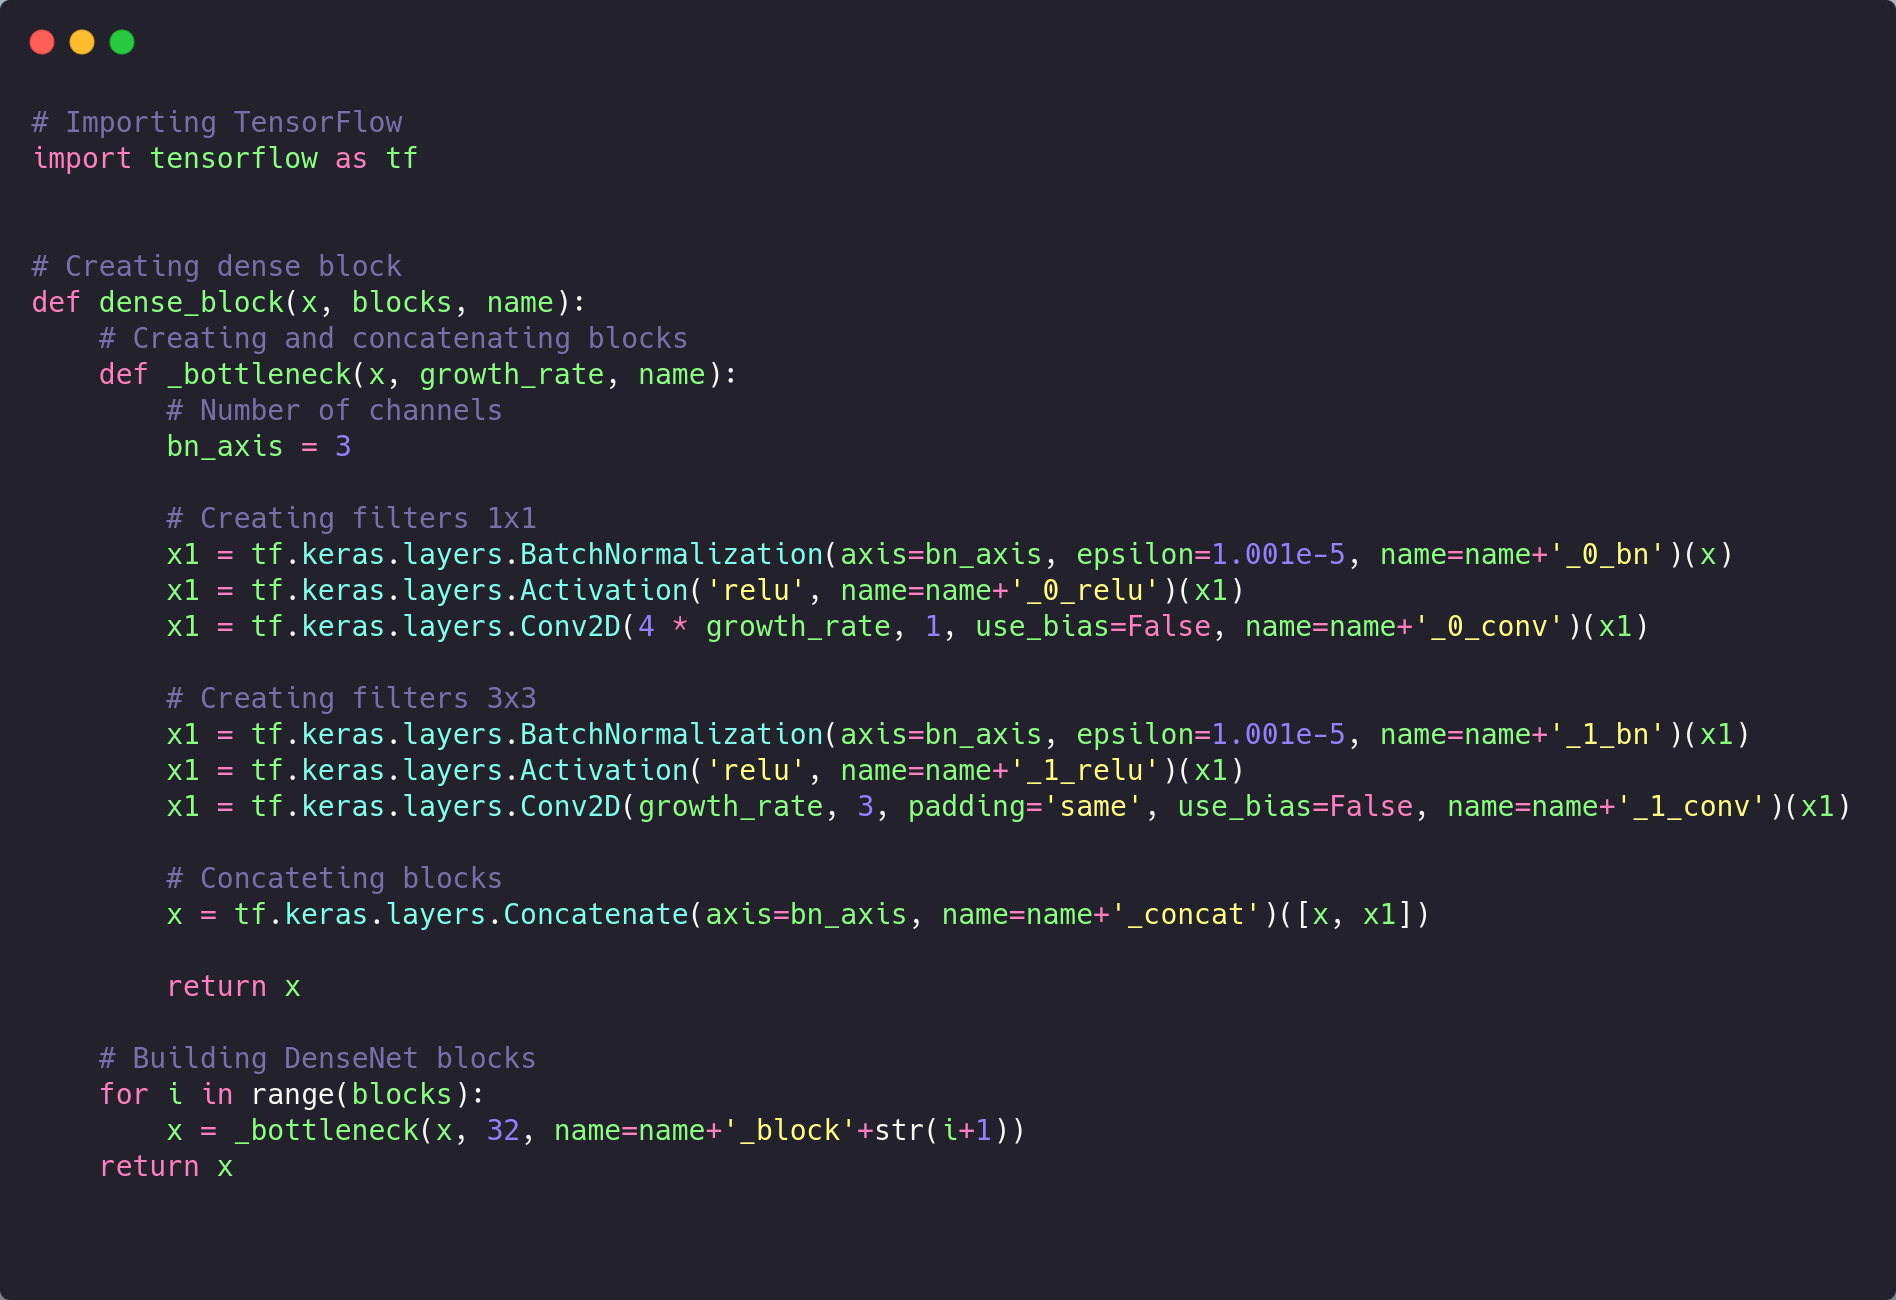 # Importing TensorFlow
import tensorflow as tf
# Creating dense block
def dense_block(x, blocks, name):
    # Creating and concatenating blocks
    def _bottleneck(x, growth_rate, name):
        # Number of channels
        bn_axis = 3
        # Creating filters 1x1
        x1 = tf.keras.layers.BatchNormalization(axis=bn_axis, epsilon=1.001e-5, name=name+'_0_bn')(x)
        x1 = tf.keras.layers.Activation('relu', name=name+'_0_relu')(x1)
        x1 = tf.keras.layers.Conv2D(4 * growth_rate, 1, use_bias=False, name=name+'_0_conv')(x1)
        # Creating filters 3x3
        x1 = tf.keras.layers.BatchNormalization(axis=bn_axis, epsilon=1.001e-5, name=name+'_1_bn')(x1)
        x1 = tf.keras.layers.Activation('relu', name=name+'_1_relu')(x1)
        x1 = tf.keras.layers.Conv2D(growth_rate, 3, padding='same', use_bias=False, name=name+'_1_conv')(x1)
        # Concateting blocks
        x = tf.keras.layers.Concatenate(axis=bn_axis, name=name+'_concat')([x, x1])
        return x
    # Building DenseNet blocks
    for i in range(blocks):
        x = _bottleneck(x, 32, name=name+'_block'+str(i+1))
    return x